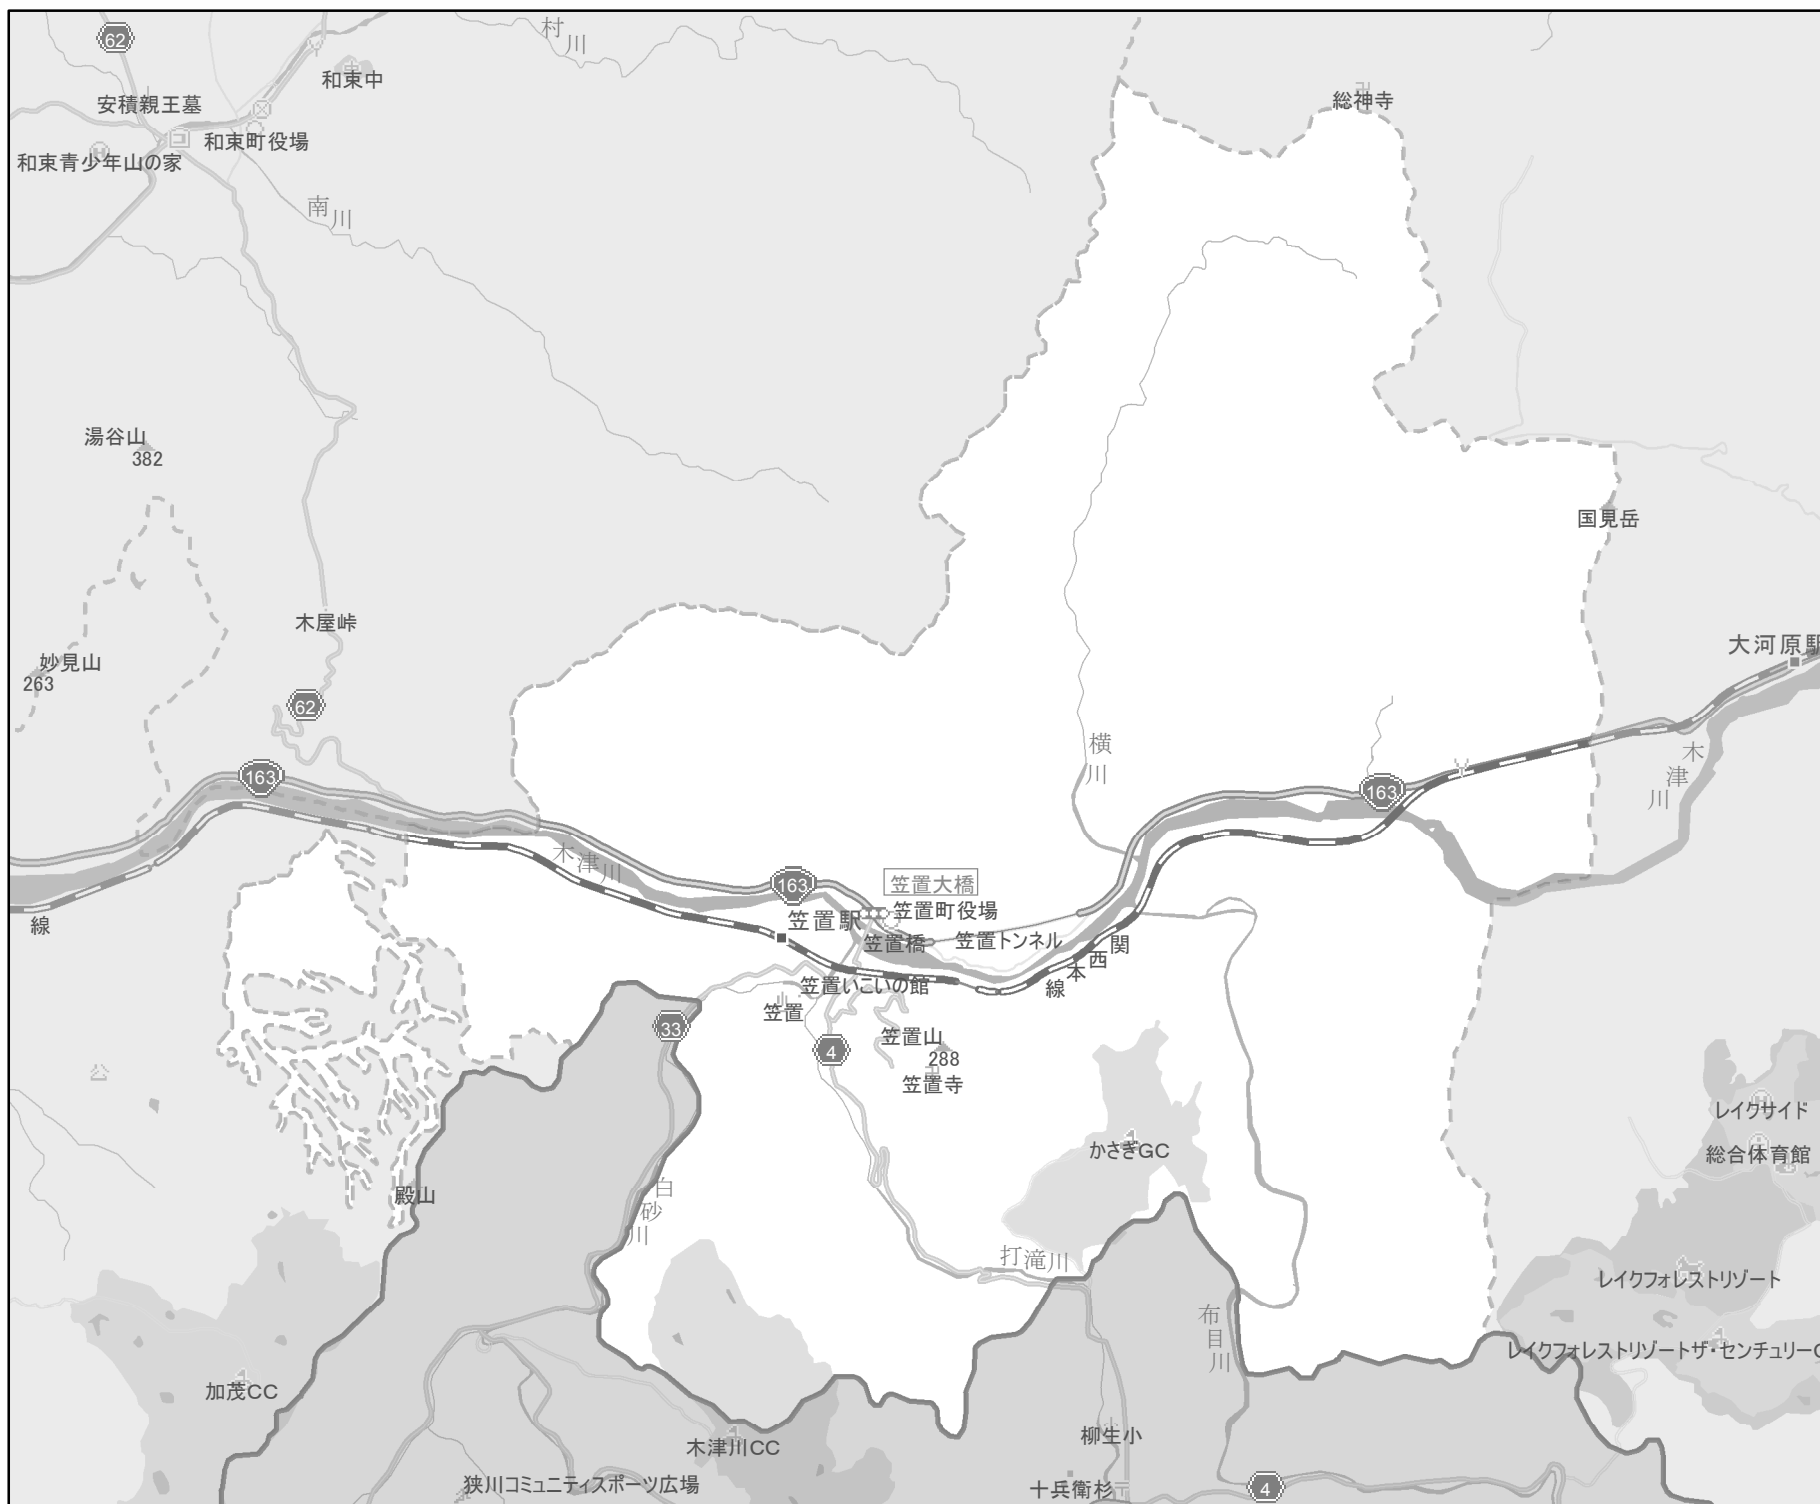 62
村川
和束中
総神寺
安積親王墓
和束町役場
和束青少年山の家
南川
湯谷山
382
国見岳
木屋峠
大河原駅
妙見山
263
62
横川
木津川
163
163
木津川
163
笠置大橋
笠置町役場
笠置駅
線
笠置橋
笠置トンネル
関西本線
笠置いこいの館
小
笠置
33
笠置山
4
288
公
笠置寺
レイクサイド
かさぎGC
総合体育館
殿山
白砂川
打滝川
レイクフォレストリゾート
布目川
レイクフォレストリゾートザ・センチュリーG
加茂CC
木津川CC
柳生小
狭川コミュニティスポーツ広場
十兵衛杉
4